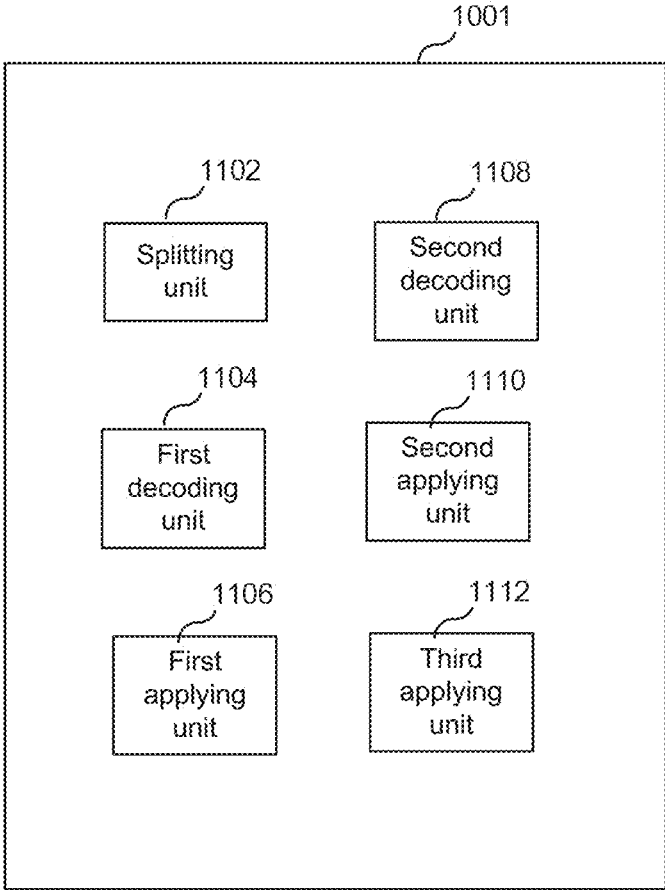 1001
1102
Splitting
unit
1108
Second
decoding
unit
1104
First
decoding
unit
1110
Second
applying
unit
1106
First
applying
unit
1112
Third
applying
unit